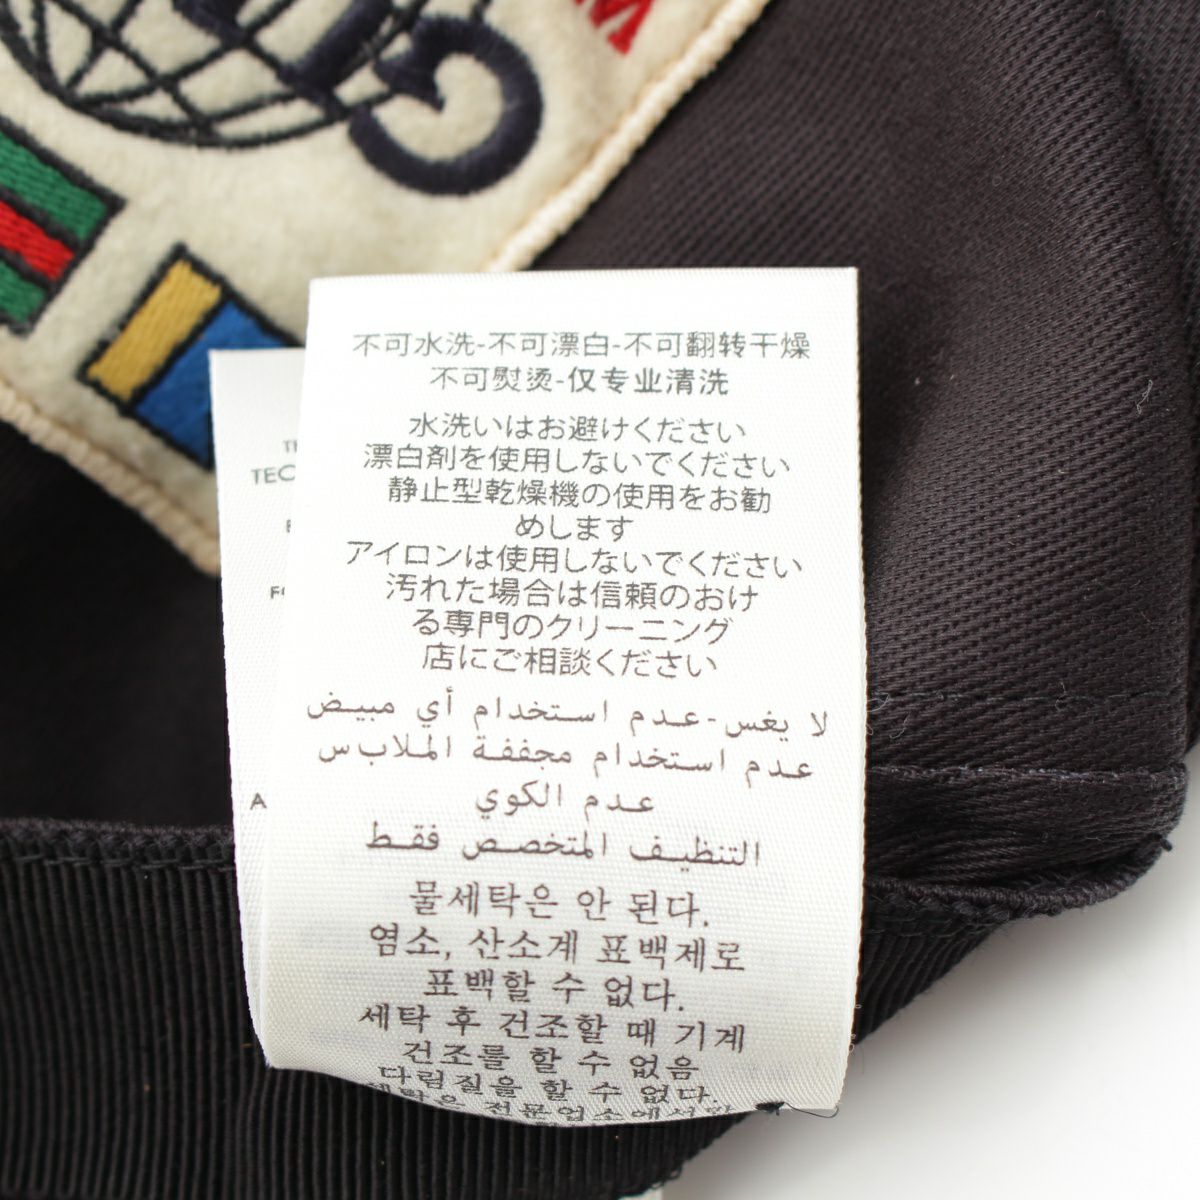 M
TH
TEC
FO
A
不可水洗-不可漂白-不可翻转干燥
不可熨烫-仅专业清洗
水洗いはお避けください
漂白剤を使用しないでください
静止型乾燥機の使用をお勧
めします
アイロンは使用しないでください
汚れた場合は信頼のおけ
る専門のクリーニング
店にご相談ください
لا يغس-عدم استخدام أي مبيض
عدم استخدام مجففة الملابس
عدم الكوي
التنظيف المتخصص فقط
물세탁은 안 된다.
염소, 산소계 표백제로
표백할 수 없다.
세탁 후 건조할 때 기계
건조를 할 수 없음
다림질을 할 수 없다.